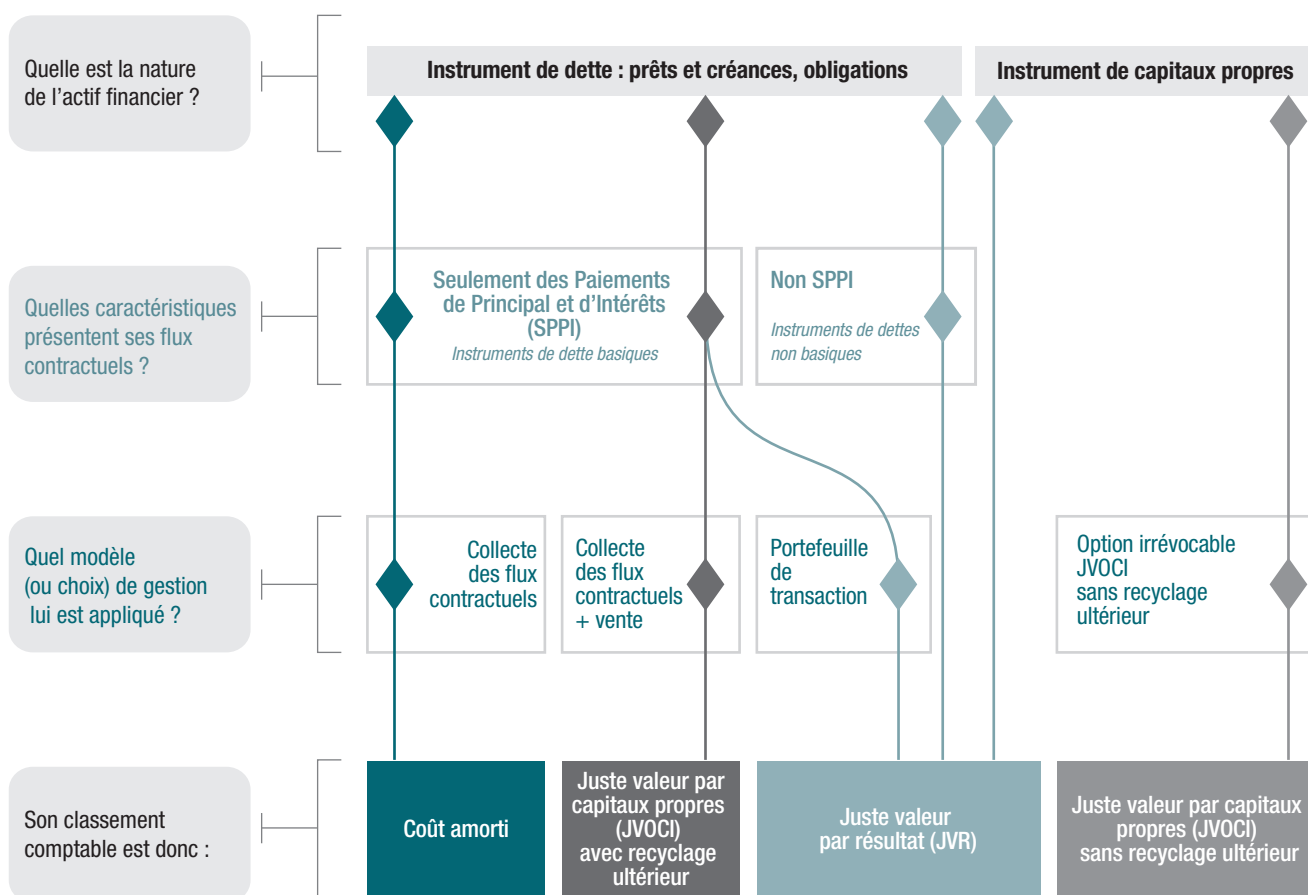 Quelle est la nature
de l'actif financier ?
Instrument de dette : prêts et créances, obligations
Instrument de capitaux propres
Quelles caractéristiques
présentent ses flux
contractuels ?
Seulement des Paiements
de Principal et d'Intérêts
(SPPI)
Instruments de dette basiques
Non SPPI
Instruments de dettes
non basiques
Quel modèle
(ou choix) de gestion
lui est appliqué ?
Collecte
des flux
contractuels
Collecte
des flux
contractuels
+ vente
Portefeuille
de
transaction
Option irrévocable
JVOCI
sans recyclage
ultérieur
Son classement
comptable est donc :
Coût amorti
Juste valeur par
capitaux propres
(JVOCI)
avec recyclage
ultérieur
Juste valeur
par résultat (JVR)
Juste valeur par capitaux
propres (JVOCI)
sans recyclage ultérieur